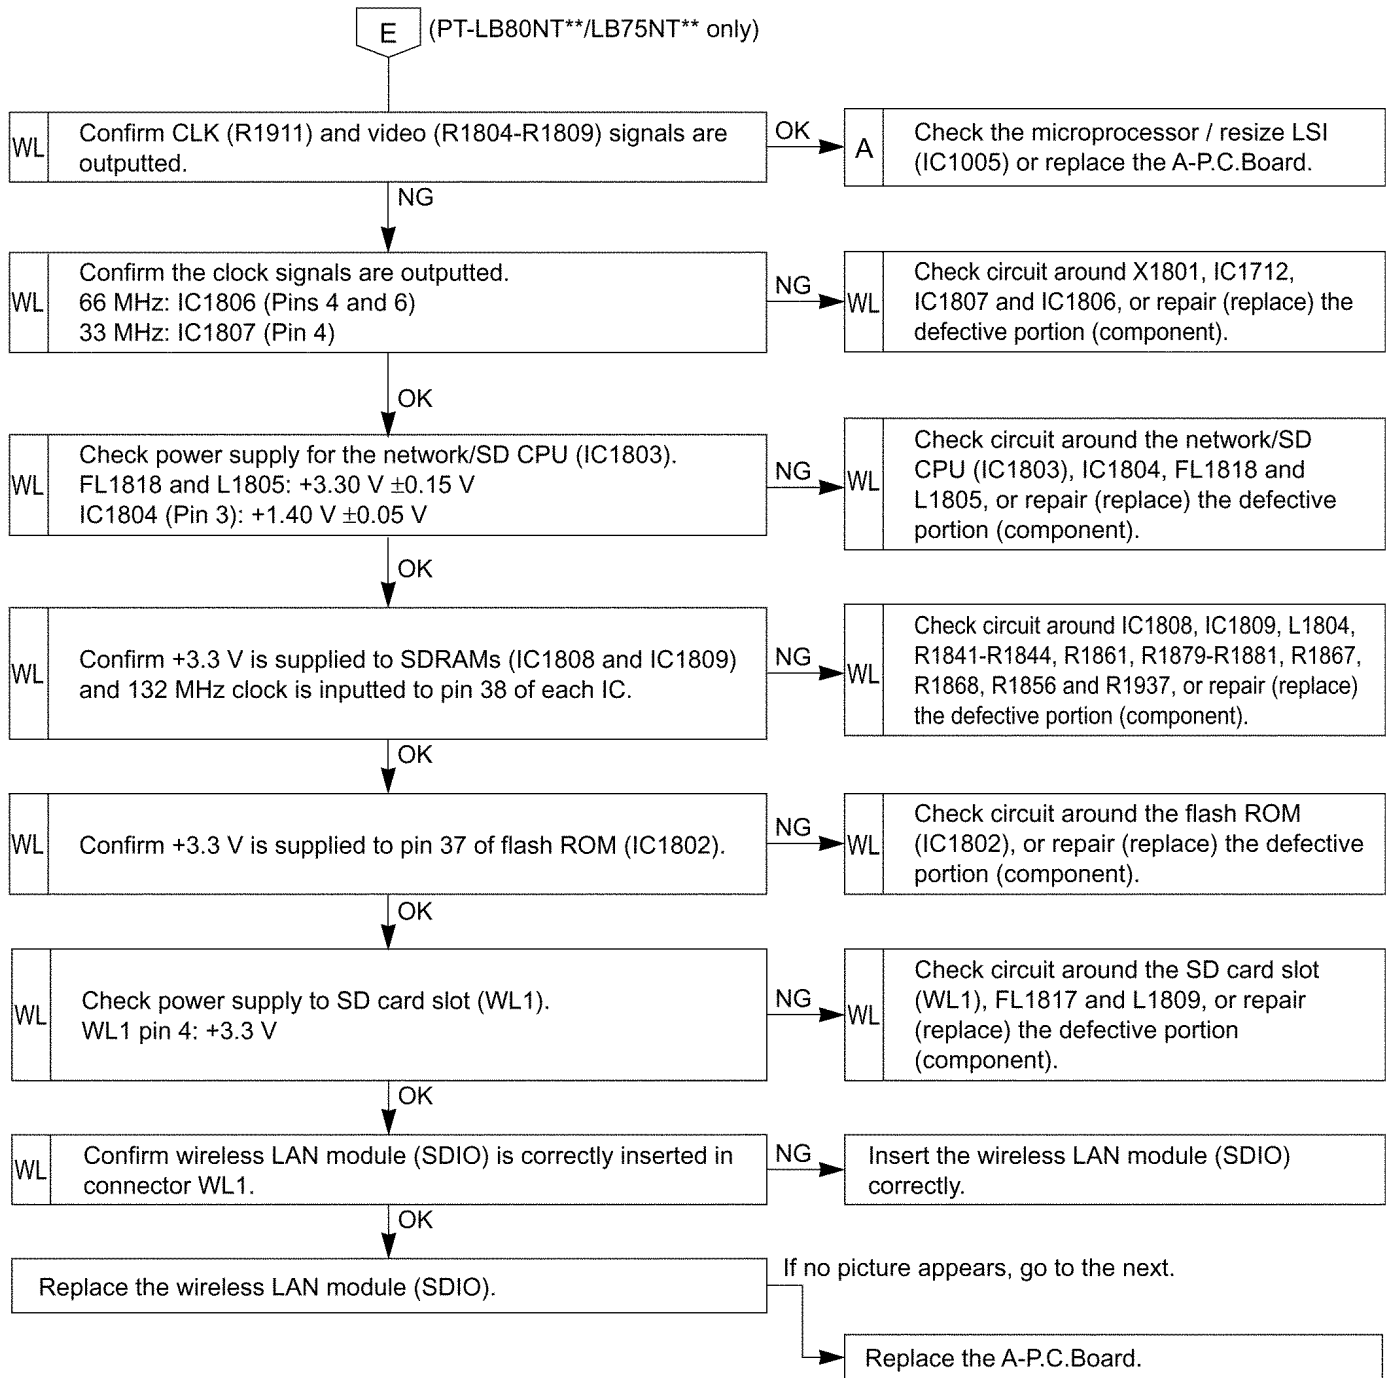 E
(PT-LB80NT**/LB75NT** only)
WL
Confirm CLK (R1911) and video (R1804-R1809) signals are
outputted.
OK
A
Check the microprocessor / resize LSI
(IC1005) or replace the A-P.C.Board.
NG
WL
Confirm the clock signals are outputted.
66 MHz: IC1806 (Pins 4 and 6)
33 MHz: IC1807 (Pin 4)
NG
WL
Check circuit around X1801, IC1712,
IC1807 and IC1806, or repair (replace) the
defective portion (component).
OK
WL
Check power supply for the network/SD CPU (IC1803).
FL1818 and L1805: +3.30 V ±0.15 V
IC1804 (Pin 3): +1.40 V ±0.05 V
NG
WL
Check circuit around the network/SD
CPU (IC1803), IC1804, FL1818 and
L1805, or repair (replace) the defective
portion (component).
OK
WL
Confirm +3.3 V is supplied to SDRAMs (IC1808 and IC1809)
and 132 MHz clock is inputted to pin 38 of each IC.
NG
WL
Check circuit around IC1808, IC1809, L1804,
R1841-R1844, R1861, R1879-R1881, R1867,
R1868, R1856 and R1937, or repair (replace)
the defective portion (component).
OK
WL
Confirm +3.3 V is supplied to pin 37 of flash ROM (IC1802).
NG
WL
Check circuit around the flash ROM
(IC1802), or repair (replace) the defective
portion (component).
OK
WL
Check power supply to SD card slot (WL1).
WL1 pin 4: +3.3 V
NG
WL
Check circuit around the SD card slot
(WL1), FL1817 and L1809, or repair
(replace) the defective portion
(component).
OK
WL
Confirm wireless LAN module (SDIO) is correctly inserted in
connector WL1.
NG
Insert the wireless LAN module (SDIO)
correctly.
OK
Replace the wireless LAN module (SDIO).
If no picture appears, go to the next.
Replace the A-P.C.Board.